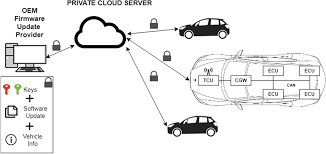 PRIVATE CLOUD SERVER
OEM
Firmware
Update
Provider
Keys
+
Software
Update
+
Vehicle
Info
TCU
CGW
ECU
ECU
CAN
ECU
ECU